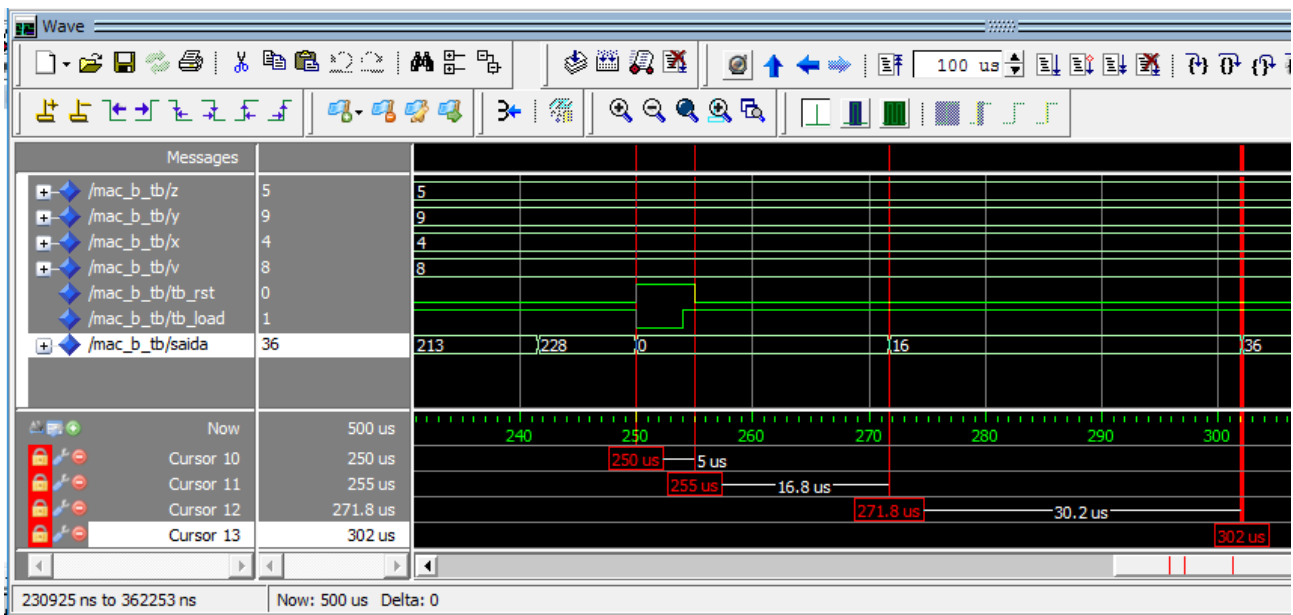 Wave
100 us
Messages
/mac_b_tb/z 5 5
/mac_b_tb/y 9 9
/mac_b_tb/x 4 4
/mac_b_tb/v 8 8
/mac_b_tb/tb_rst 0
/mac_b_tb/tb_load 1
/mac_b_tb/saida 36 213 228 0 16 36
Now 500 us 240 250 260 270 280 290 300
Cursor 10 250 us 250 us 5 us
Cursor 11 255 us 255 us 16.8 us
Cursor 12 271.8 us 271.8 us 30.2 us
Cursor 13 302 us 302 us
230925 ns to 362253 ns Now: 500 us Delta: 0